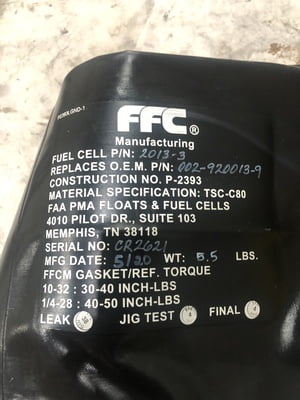 FFC®
Manufacturing
FUEL CELL P/N: 2013-3
REPLACES O.E.M. P/N: 002-920013-9
CONSTRUCTION NO. P-2393
MATERIAL SPECIFICATION: TSC-C80
FAA PMA FLOATS & FUEL CELLS
4010 PILOT DR., SUITE 103
MEMPHIS, TN 38118
SERIAL NO: CR2621
MFG DATE: 5/20 WT: 5.5 LBS.
FFCM GASKET/REF. TORQUE
10-32 : 30-40 INCH-LBS
1/4-28 : 40-50 INCH-LBS
LEAK JIG TEST FINAL